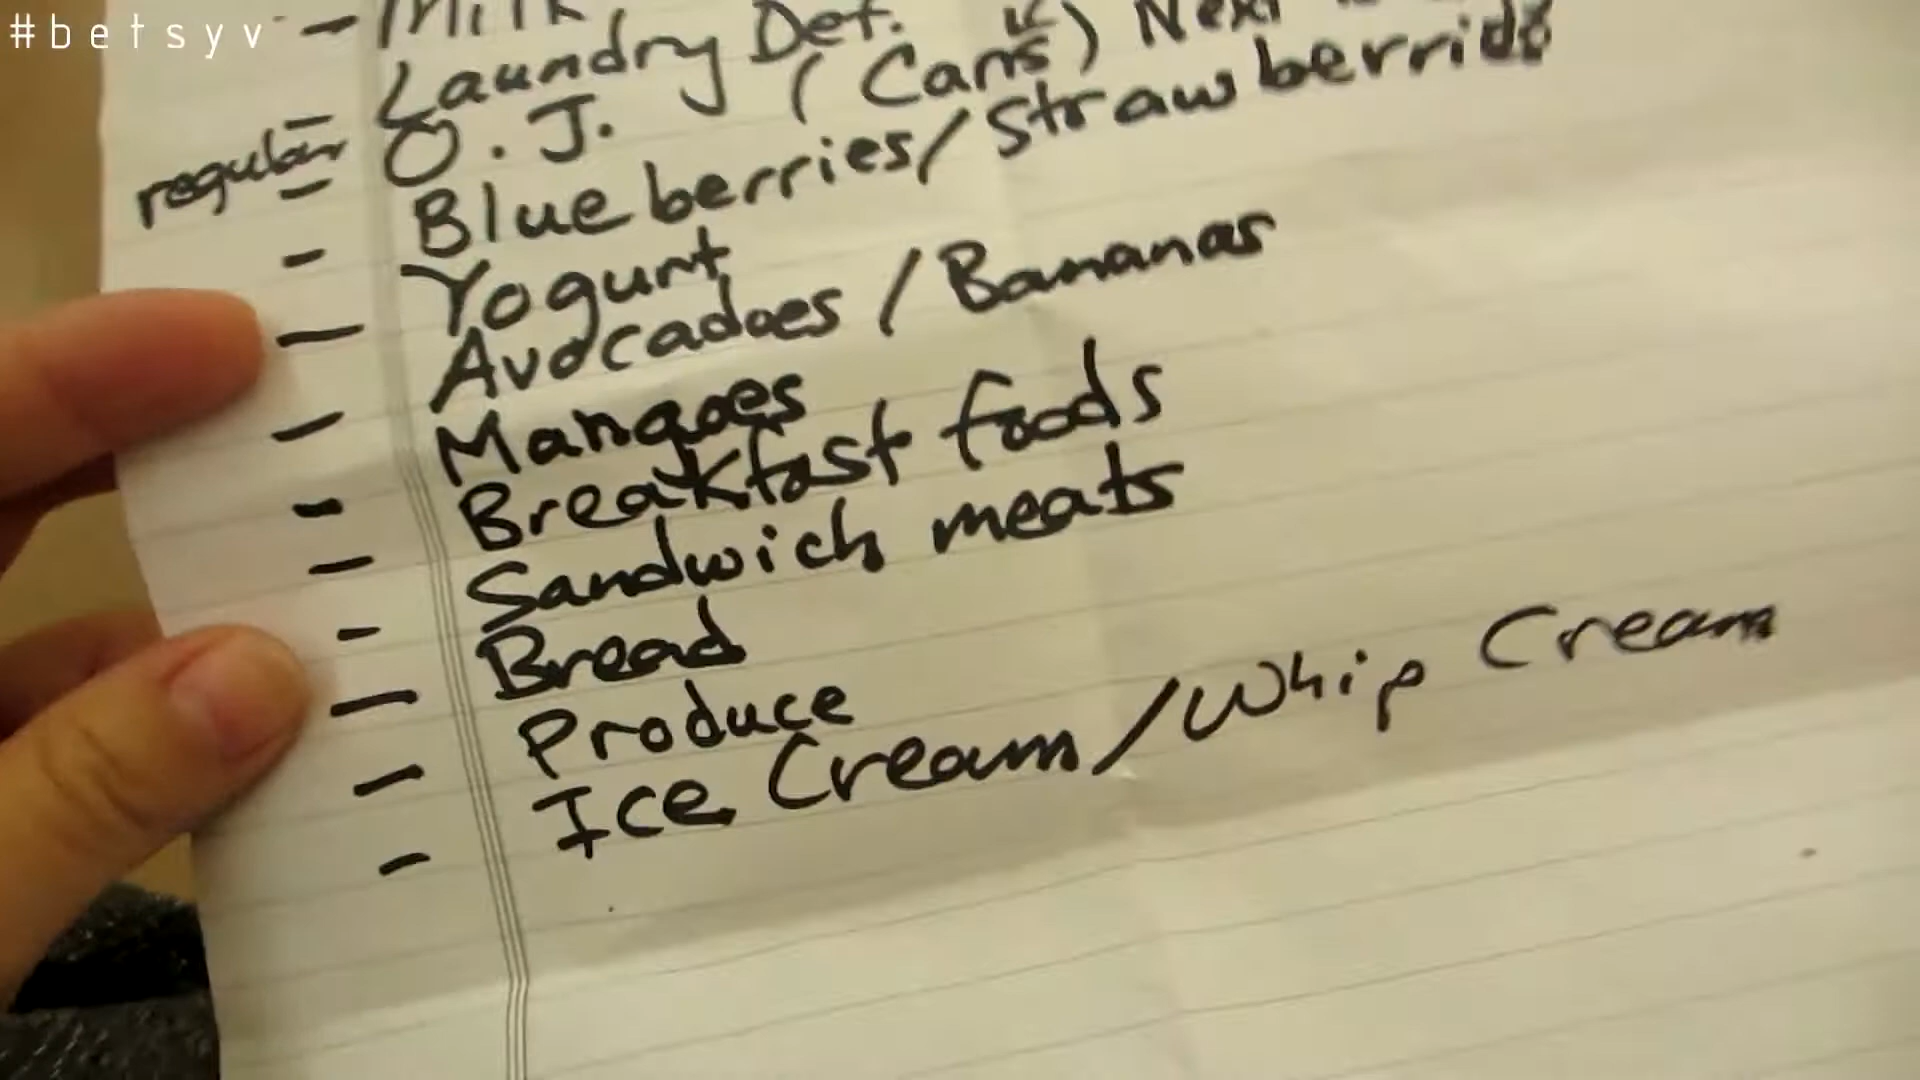 #betsyv
- Milk
- Laundry Det.
regular - O.J. (Cans) Next
- Blueberries/Strawberries
- Yogurt
- Avocadoes / Bananas
- Mangoes
- Breakfast foods
- Sandwich meats
- Bread
- Produce
- Ice Cream/Whip Cream